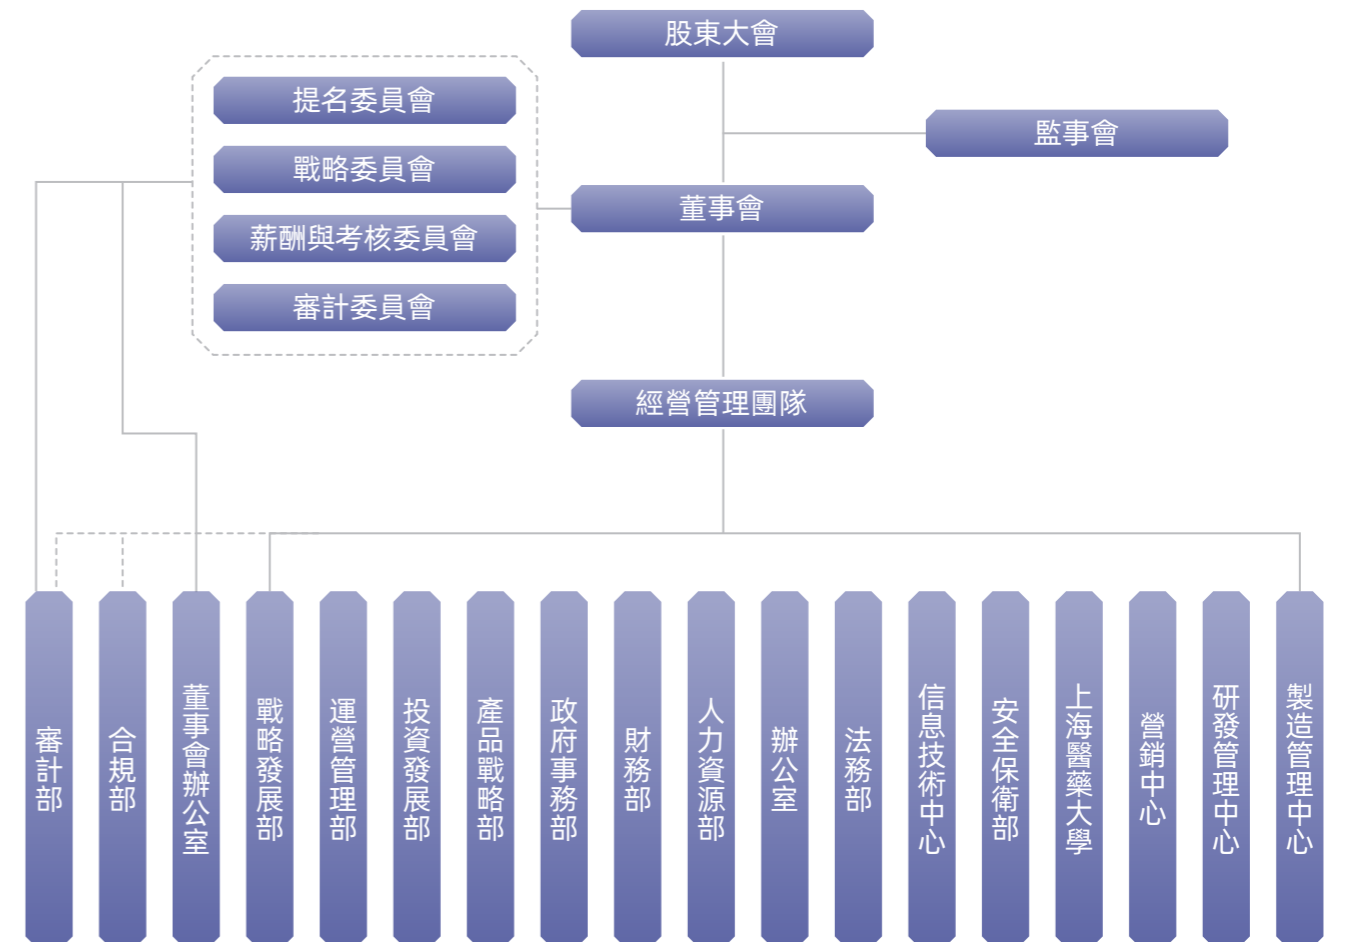 股東大會
提名委員會
監事會
戰略委員會
董事會
薪酬與考核委員會
審計委員會
經營管理團隊
審計部
合規部
董事會辦公室
戰略發展部
運營管理部
投資發展部
產品戰略部
政府事務部
財務部
人力資源部
辦公室
法務部
信息技術中心
安全保衛部
上海醫藥大學
營銷中心
研發管理中心
製造管理中心